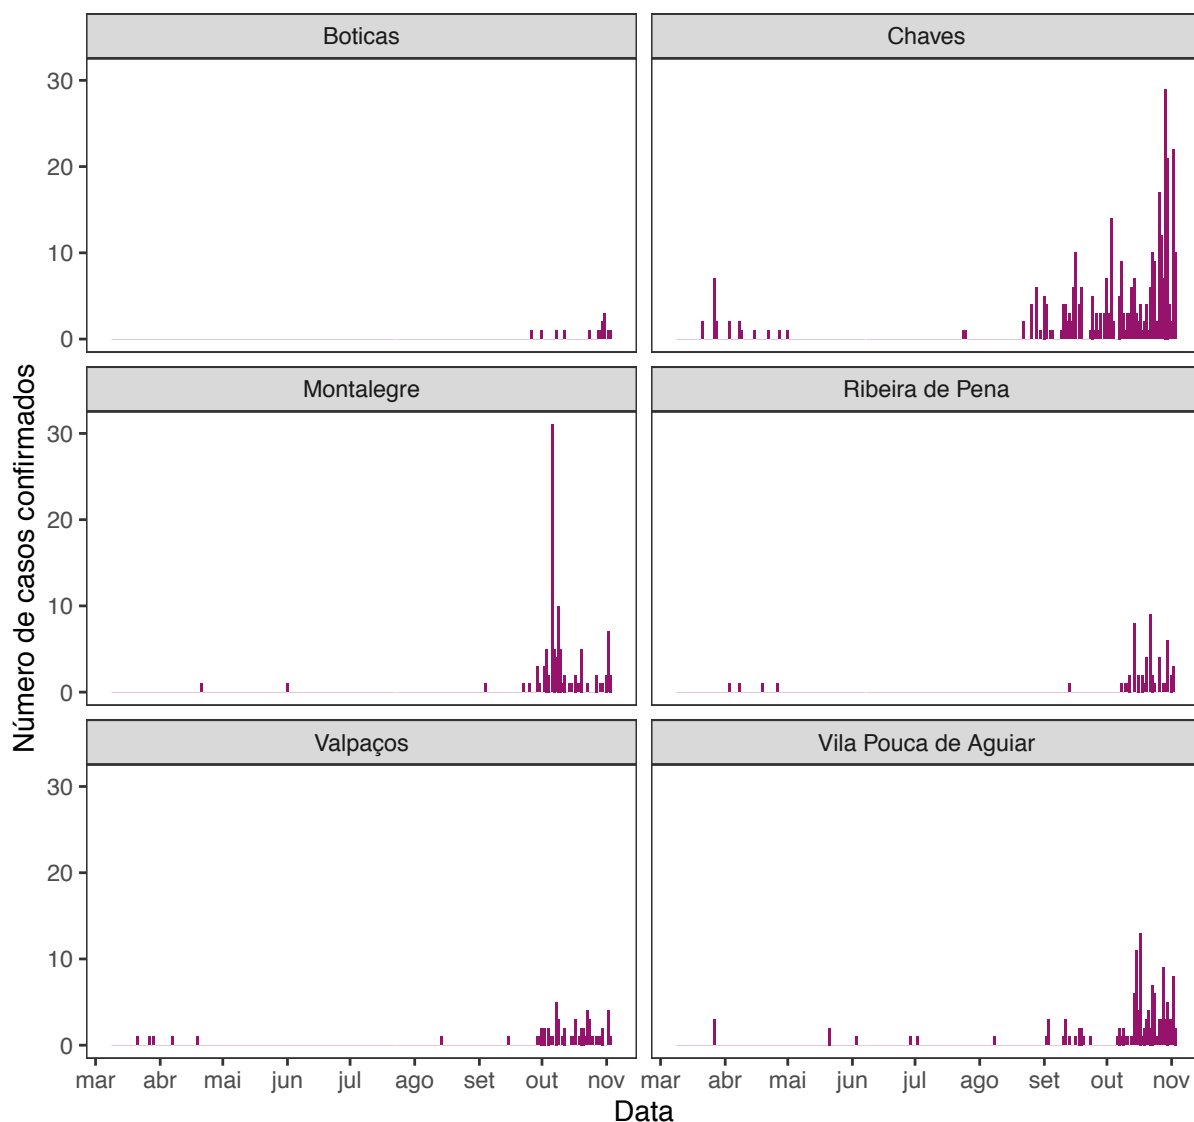 Boticas
Chaves
30
20
10
0
Montalegre
Ribeira de Pena
30
20
10
0
Valpaços
Vila Pouca de Aguiar
30
20
10
0
mar abr mai jun jul ago set out nov
mar abr mai jun jul ago set out nov
Data
Número de casos confirmados